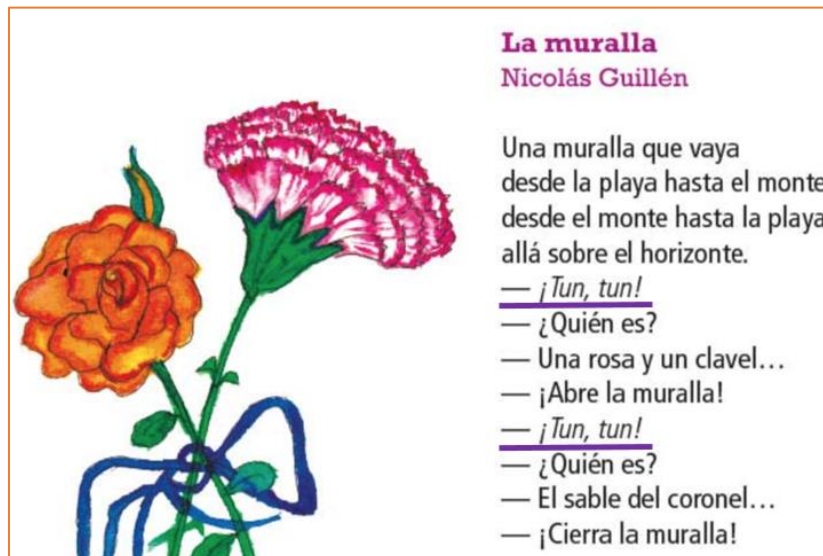 La muralla
Nicolás Guillén
Una muralla que vaya
desde la playa hasta el monte
desde el monte hasta la playa
allá sobre el horizonte.
— ¡Tun, tun!
— ¿Quién es?
— Una rosa y un clavel...
— ¡Abre la muralla!
— ¡Tun, tun!
— ¿Quién es?
— El sable del coronel...
— ¡Cierra la muralla!